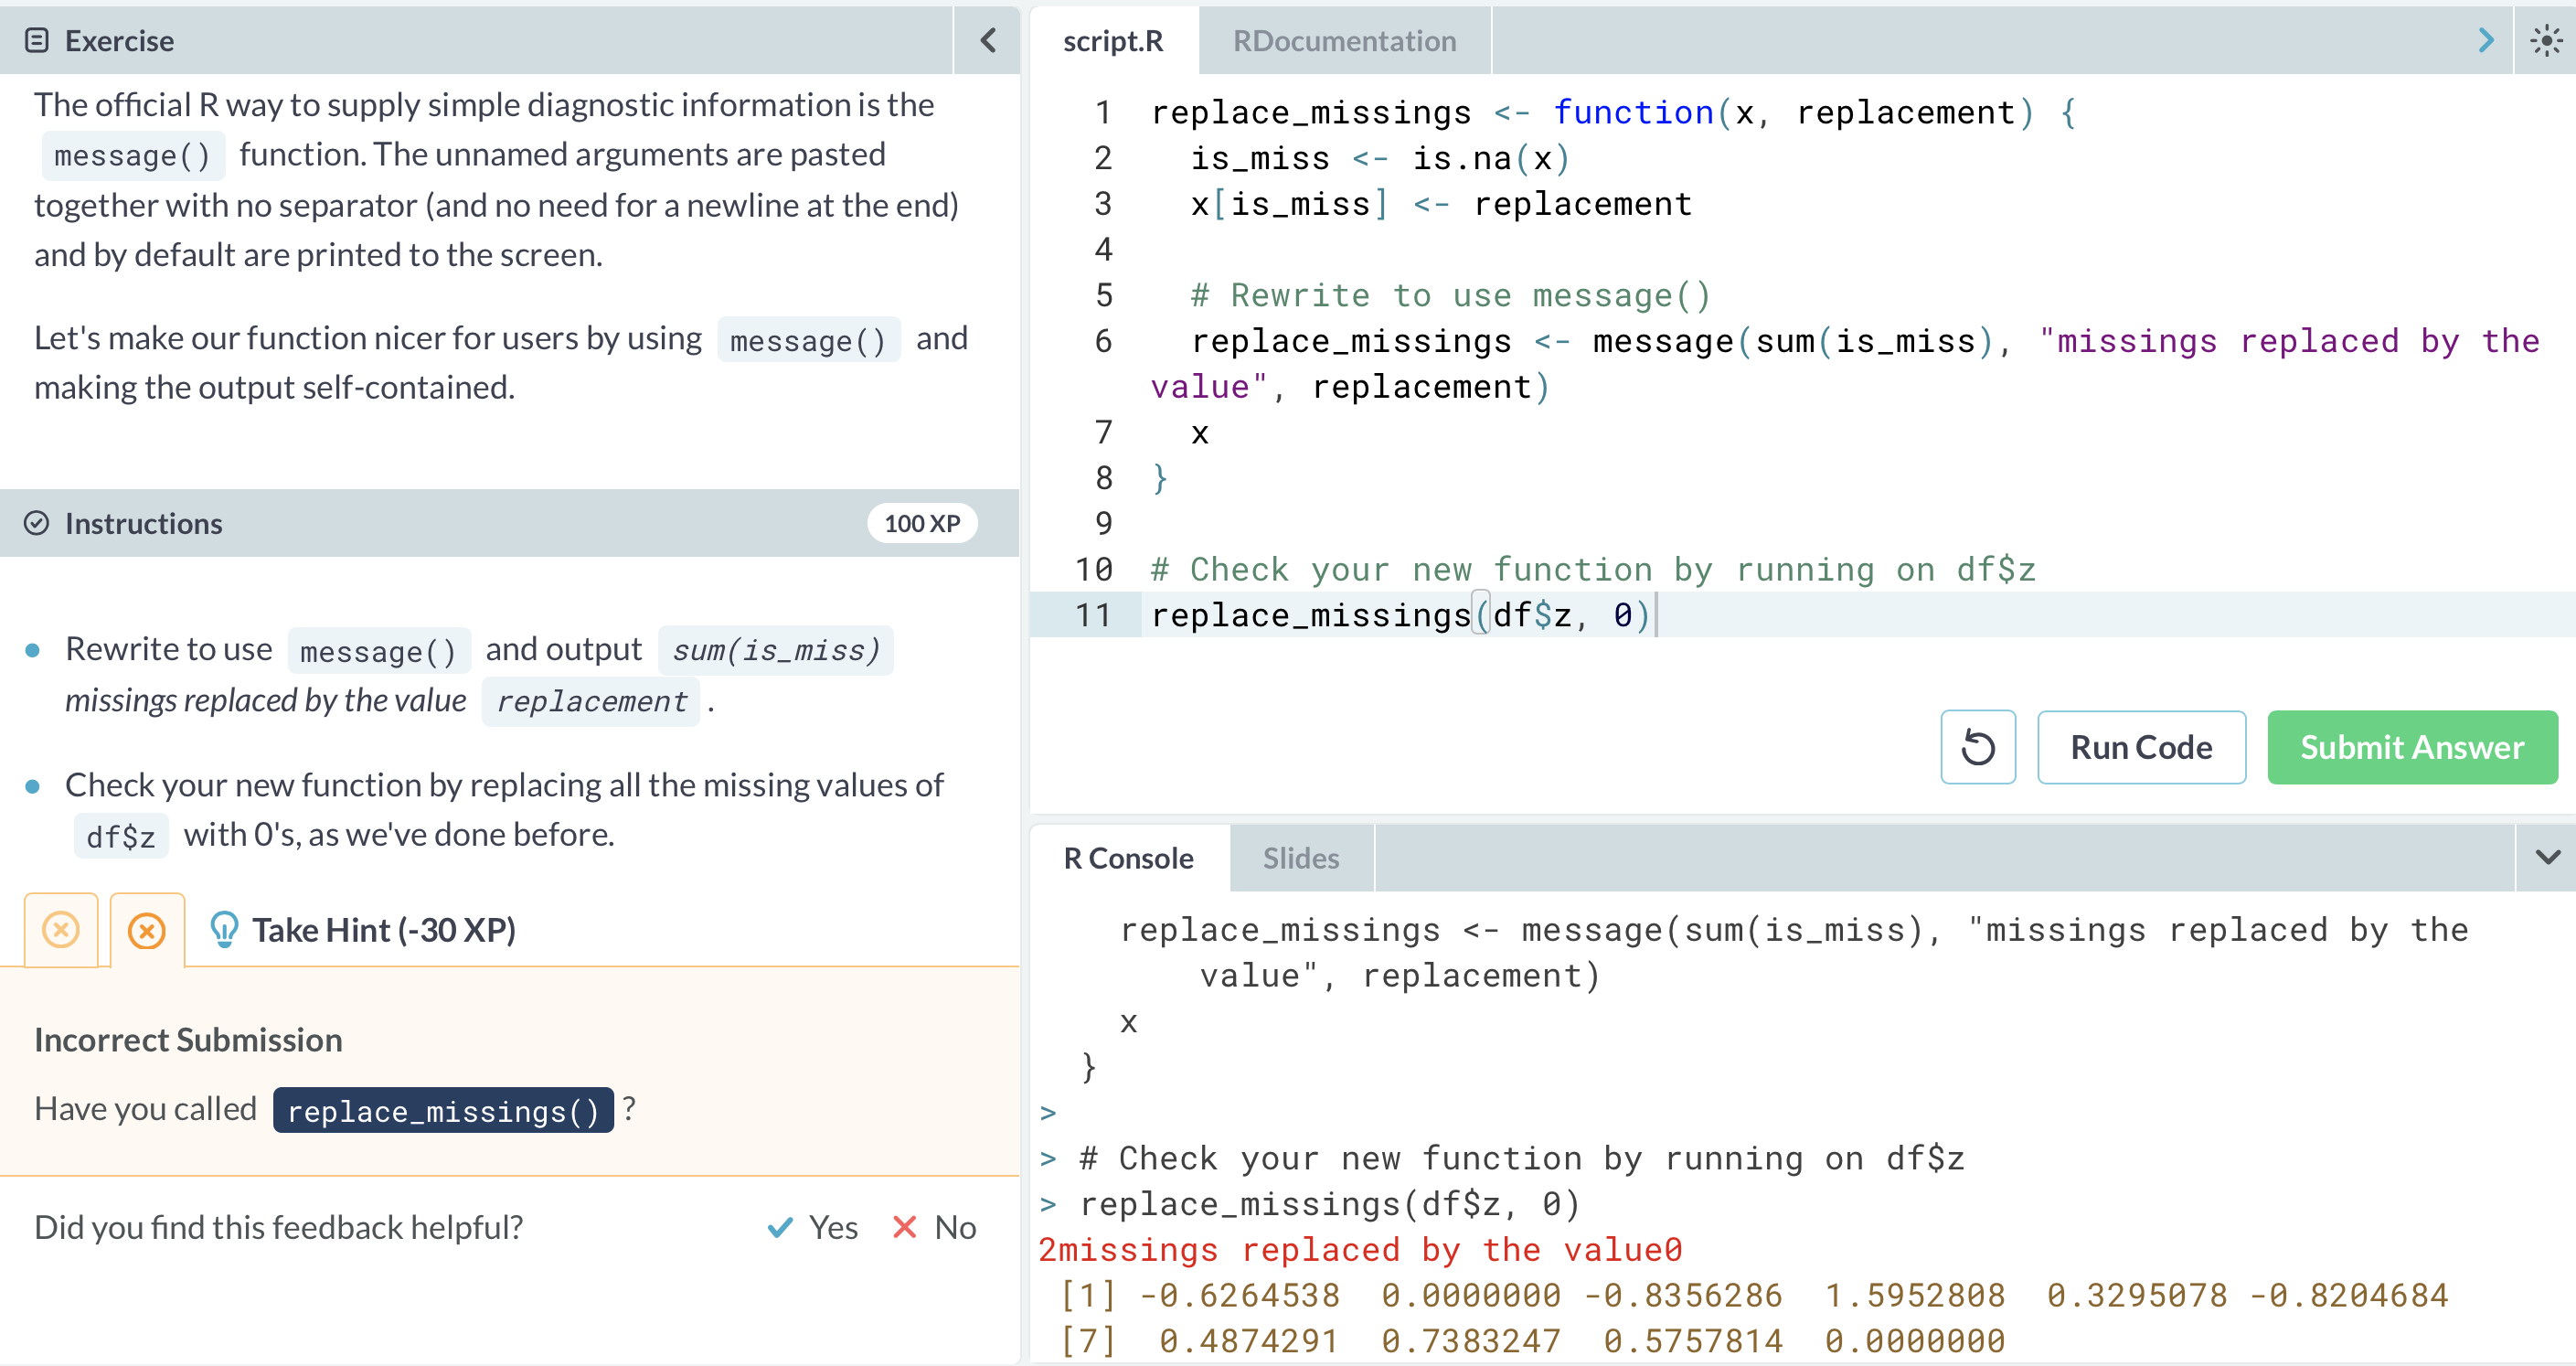 Exercise
The official R way to supply simple diagnostic information is the
message() function. The unnamed arguments are pasted
together with no separator (and no need for a newline at the end)
and by default are printed to the screen.
Let's make our function nicer for users by using message() and
making the output self-contained.
Instructions
100 XP
Rewrite to use message() and output sum(is_miss)
missings replaced by the value replacement .
Check your new function by replacing all the missing values of
df$z with 0's, as we've done before.
Take Hint (-30 XP)
Incorrect Submission
Have you called replace_missings() ?
Did you find this feedback helpful?
Yes
No
script.R
RDocumentation
1 replace_missings <- function(x, replacement) {
2   is_miss <- is.na(x)
3   x[is_miss] <- replacement
4
5   # Rewrite to use message()
6   replace_missings <- message(sum(is_miss), "missings replaced by the
value", replacement)
7   x
8 }
9
10 # Check your new function by running on df$z
11 replace_missings(df$z, 0)
Run Code
Submit Answer
R Console
Slides
replace_missings <- message(sum(is_miss), "missings replaced by the
value", replacement)
x
}
>
> # Check your new function by running on df$z
> replace_missings(df$z, 0)
2missings replaced by the value0
[1] -0.6264538 0.0000000 -0.8356286 1.5952808 0.3295078 -0.8204684
[7] 0.4874291 0.7383247 0.5757814 0.0000000